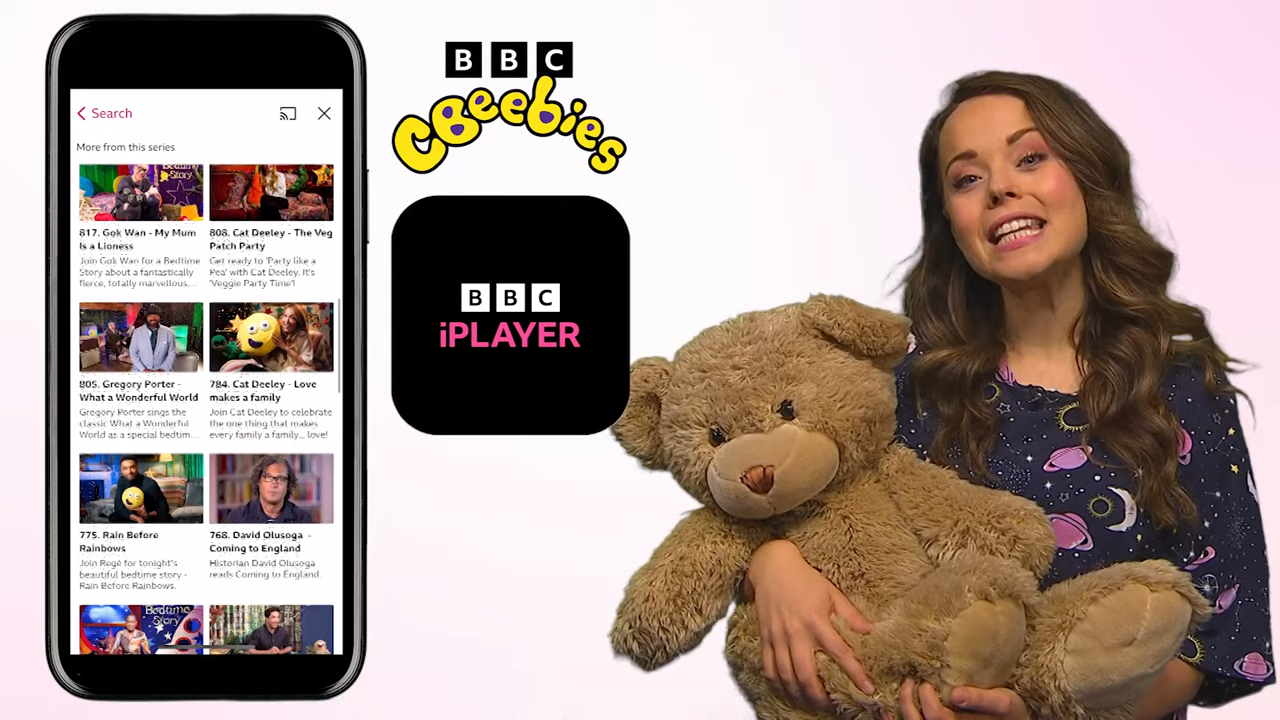 Search
More from this series
Bedtime
Story
817. Gok Wan - My Mum
Is a Lioness
Join Gok Wan for a Bedtime
Story about a fantastically
fierce, totally marvellous...
808. Cat Deeley - The Veg
Patch Party
Get ready to 'Party like a
Pea' with Cat Deeley. It's
'Veggie Party Time'!
805. Gregory Porter -
What a Wonderful World
Gregory Porter sings the
classic What a Wonderful
World as a special bedtim...
784. Cat Deeley - Love
makes a family
Join Cat Deeley to celebrate
the one thing that makes
every family a family... love!
775. Rain Before
Rainbows
Join Regé for tonight's
beautiful bedtime story -
Rain Before Rainbows.
768. David Olusoga -
Coming to England
Historian David Olusoga
reads Coming to England.
Bedtime
Story
BBC
CBeebies
BBC
iPLAYER